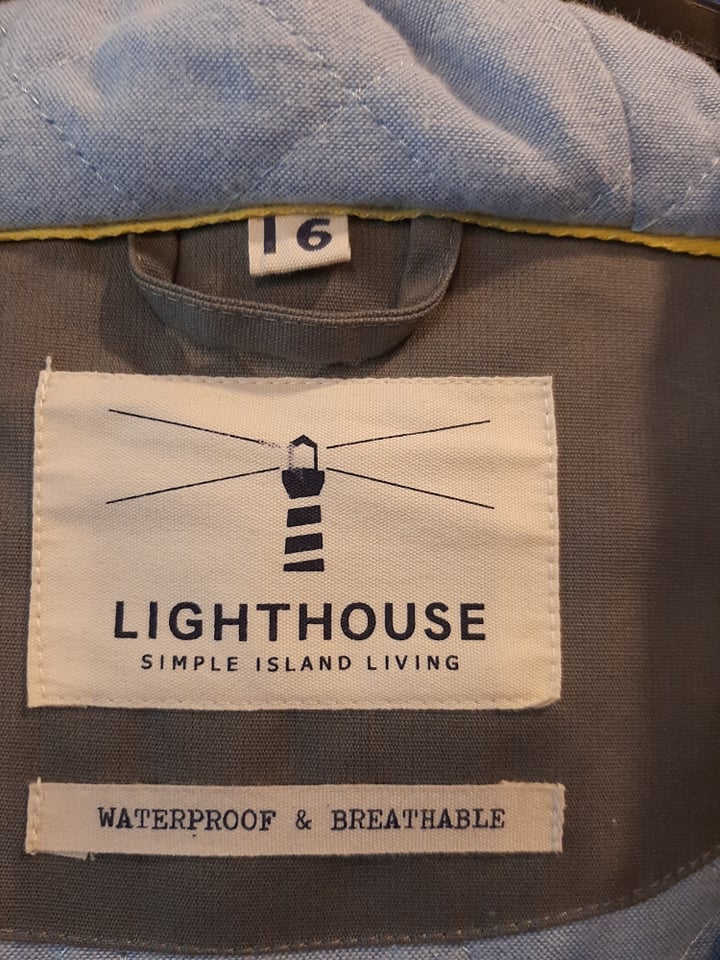 16
LIGHTHOUSE
SIMPLE ISLAND LIVING
WATERPROOF & BREATHABLE